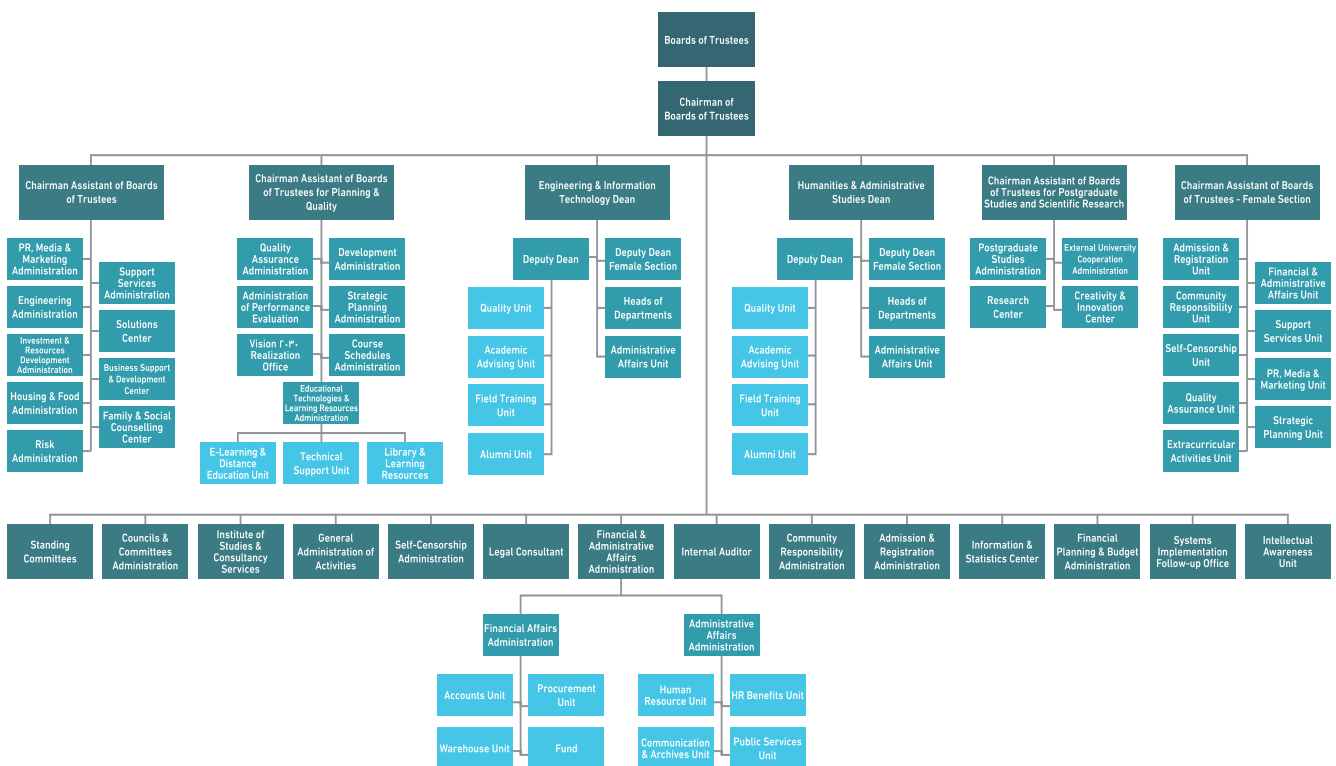 Boards of Trustees
Chairman of
Boards of Trustees
Chairman Assistant of Boards
of Trustees
Chairman Assistant of Boards
of Trustees for Planning &
Quality
Engineering & Information
Technology Dean
Humanities & Administrative
Studies Dean
Chairman Assistant of Boards
of Trustees for Postgraduate
Studies and Scientific Research
Chairman Assistant of Boards
of Trustees - Female Section
PR, Media &
Marketing
Administration
Support
Services
Administration
Engineering
Administration
Solutions
Center
Investment &
Resources
Development
Administration
Business Support
& Development
Center
Housing & Food
Administration
Family & Social
Counselling
Center
Risk
Administration
Quality
Assurance
Administration
Development
Administration
Administration
of Performance
Evaluation
Strategic
Planning
Administration
Vision ٢٠٣٠
Realization
Office
Course
Schedules
Administration
Educational
Technologies &
Learning Resources
Administration
E-Learning &
Distance
Education Unit
Technical
Support Unit
Library &
Learning
Resources
Deputy Dean
Deputy Dean
Female Section
Quality Unit
Heads of
Departments
Academic
Advising Unit
Administrative
Affairs Unit
Field Training
Unit
Alumni Unit
Deputy Dean
Deputy Dean
Female Section
Quality Unit
Heads of
Departments
Academic
Advising Unit
Administrative
Affairs Unit
Field Training
Unit
Alumni Unit
Postgraduate
Studies
Administration
External University
Cooperation
Administration
Research
Center
Creativity &
Innovation
Center
Admission &
Registration
Unit
Financial &
Administrative
Affairs Unit
Community
Responsibility
Unit
Support
Services Unit
Self-Censorship
Unit
PR, Media &
Marketing Unit
Quality
Assurance Unit
Strategic
Planning Unit
Extracurricular
Activities Unit
Standing
Committees
Councils &
Committees
Administration
Institute of
Studies &
Consultancy
Services
General
Administration of
Activities
Self-Censorship
Administration
Legal Consultant
Financial &
Administrative
Affairs
Administration
Internal Auditor
Community
Responsibility
Administration
Admission &
Registration
Administration
Information &
Statistics Center
Financial
Planning & Budget
Administration
Systems
Implementation
Follow-up Office
Intellectual
Awareness
Unit
Financial Affairs
Administration
Administrative
Affairs
Administration
Accounts Unit
Procurement
Unit
Warehouse Unit
Fund
Human
Resource Unit
HR Benefits Unit
Communication
& Archives Unit
Public Services
Unit